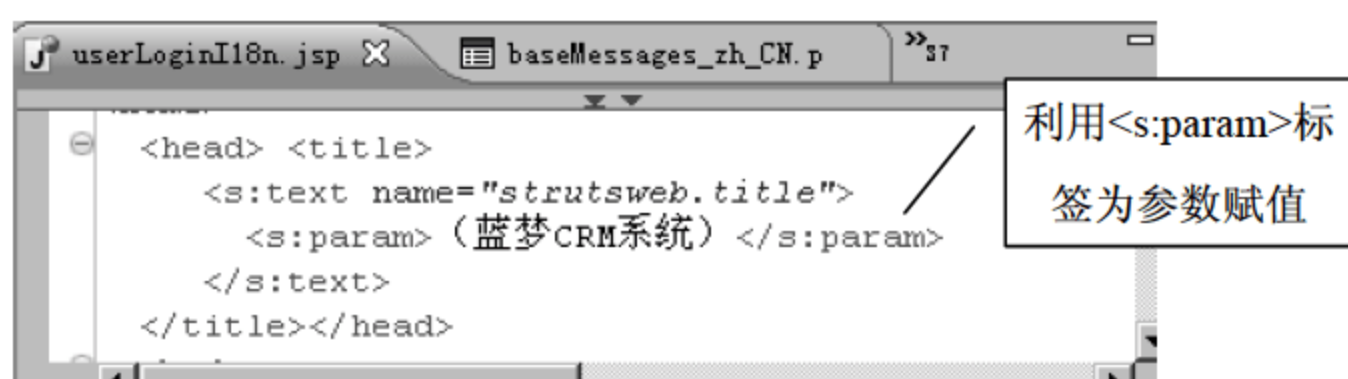 userLoginI18n.jsp
baseMessages_zh_CN.p
»37
<head> <title>
<s:text name="strutsweb.title">
<s:param>（蓝梦CRM系统）</s:param>
</s:text>
</title></head>
利用<s:param>标
签为参数赋值